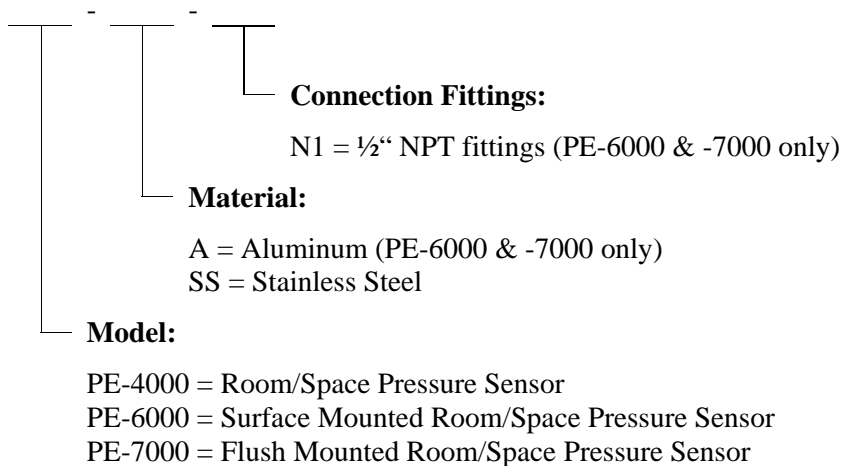 - -
Connection Fittings:
N1 = ½“ NPT fittings (PE-6000 & -7000 only)
Material:
A = Aluminum (PE-6000 & -7000 only)
SS = Stainless Steel
Model:
PE-4000 = Room/Space Pressure Sensor
PE-6000 = Surface Mounted Room/Space Pressure Sensor
PE-7000 = Flush Mounted Room/Space Pressure Sensor